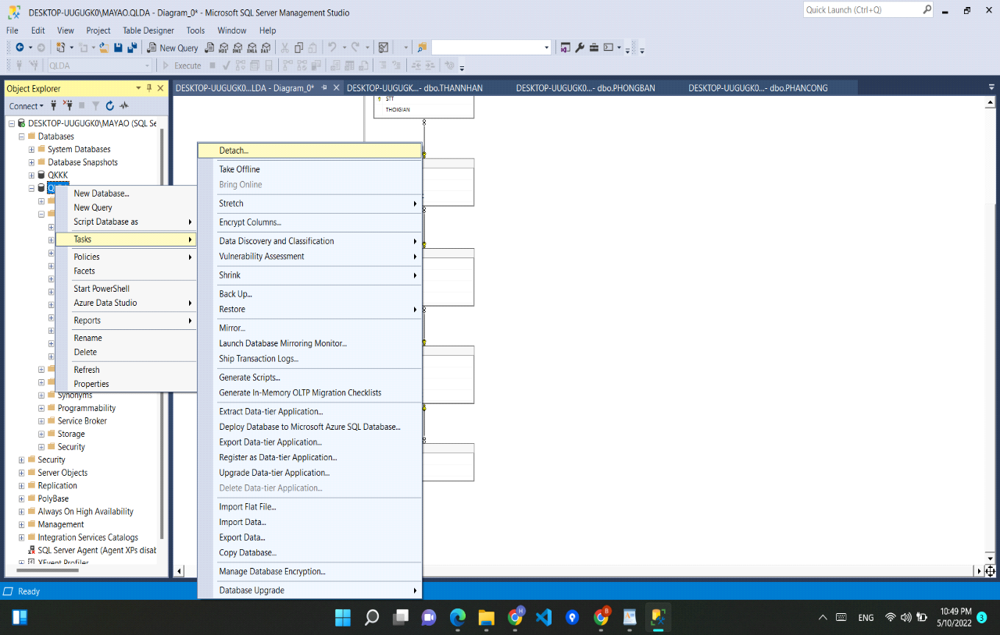 DESKTOP-UUGUGK0\MAYAO.QLDA - Diagram_0* - Microsoft SQL Server Management Studio
Quick Launch (Ctrl+Q)
File Edit View Project Table Designer Tools Window Help
New Query
QLDA
Execute
Object Explorer
DESKTOP-UUGUGK0...LDA - Diagram_0*
DESKTOP-UUGUGK...- dbo.THANNHAN
DESKTOP-UUGUGK0...- dbo.PHONGBAN
DESKTOP-UUGUGK0...- dbo.PHANCONG
Connect
STT
THOIGIAN
DESKTOP-UUGUGK0\MAYAO (SQL Se
Databases
System Databases
Database Snapshots
QKKK
New Database...
New Query
Script Database as
Tasks
Policies
Facets
Start PowerShell
Azure Data Studio
Reports
Rename
Delete
Refresh
Properties
Detach...
Take Offline
Bring Online
Stretch
Encrypt Columns...
Data Discovery and Classification
Vulnerability Assessment
Shrink
Back Up...
Restore
Mirror...
Launch Database Mirroring Monitor...
Ship Transaction Logs...
Generate Scripts...
Generate In-Memory OLTP Migration Checklists
Extract Data-tier Application...
Deploy Database to Microsoft Azure SQL Database...
Export Data-tier Application...
Register as Data-tier Application...
Upgrade Data-tier Application...
Delete Data-tier Application...
Import Flat File...
Import Data...
Export Data...
Copy Database...
Manage Database Encryption...
Database Upgrade
Synonyms
Programmability
Service Broker
Storage
Security
Security
Server Objects
Replication
PolyBase
Always On High Availability
Management
Integration Services Catalogs
SQL Server Agent (Agent XPs disab
XEvent Profiler
Ready
H
B
ENG
10:49 PM
5/10/2022
3